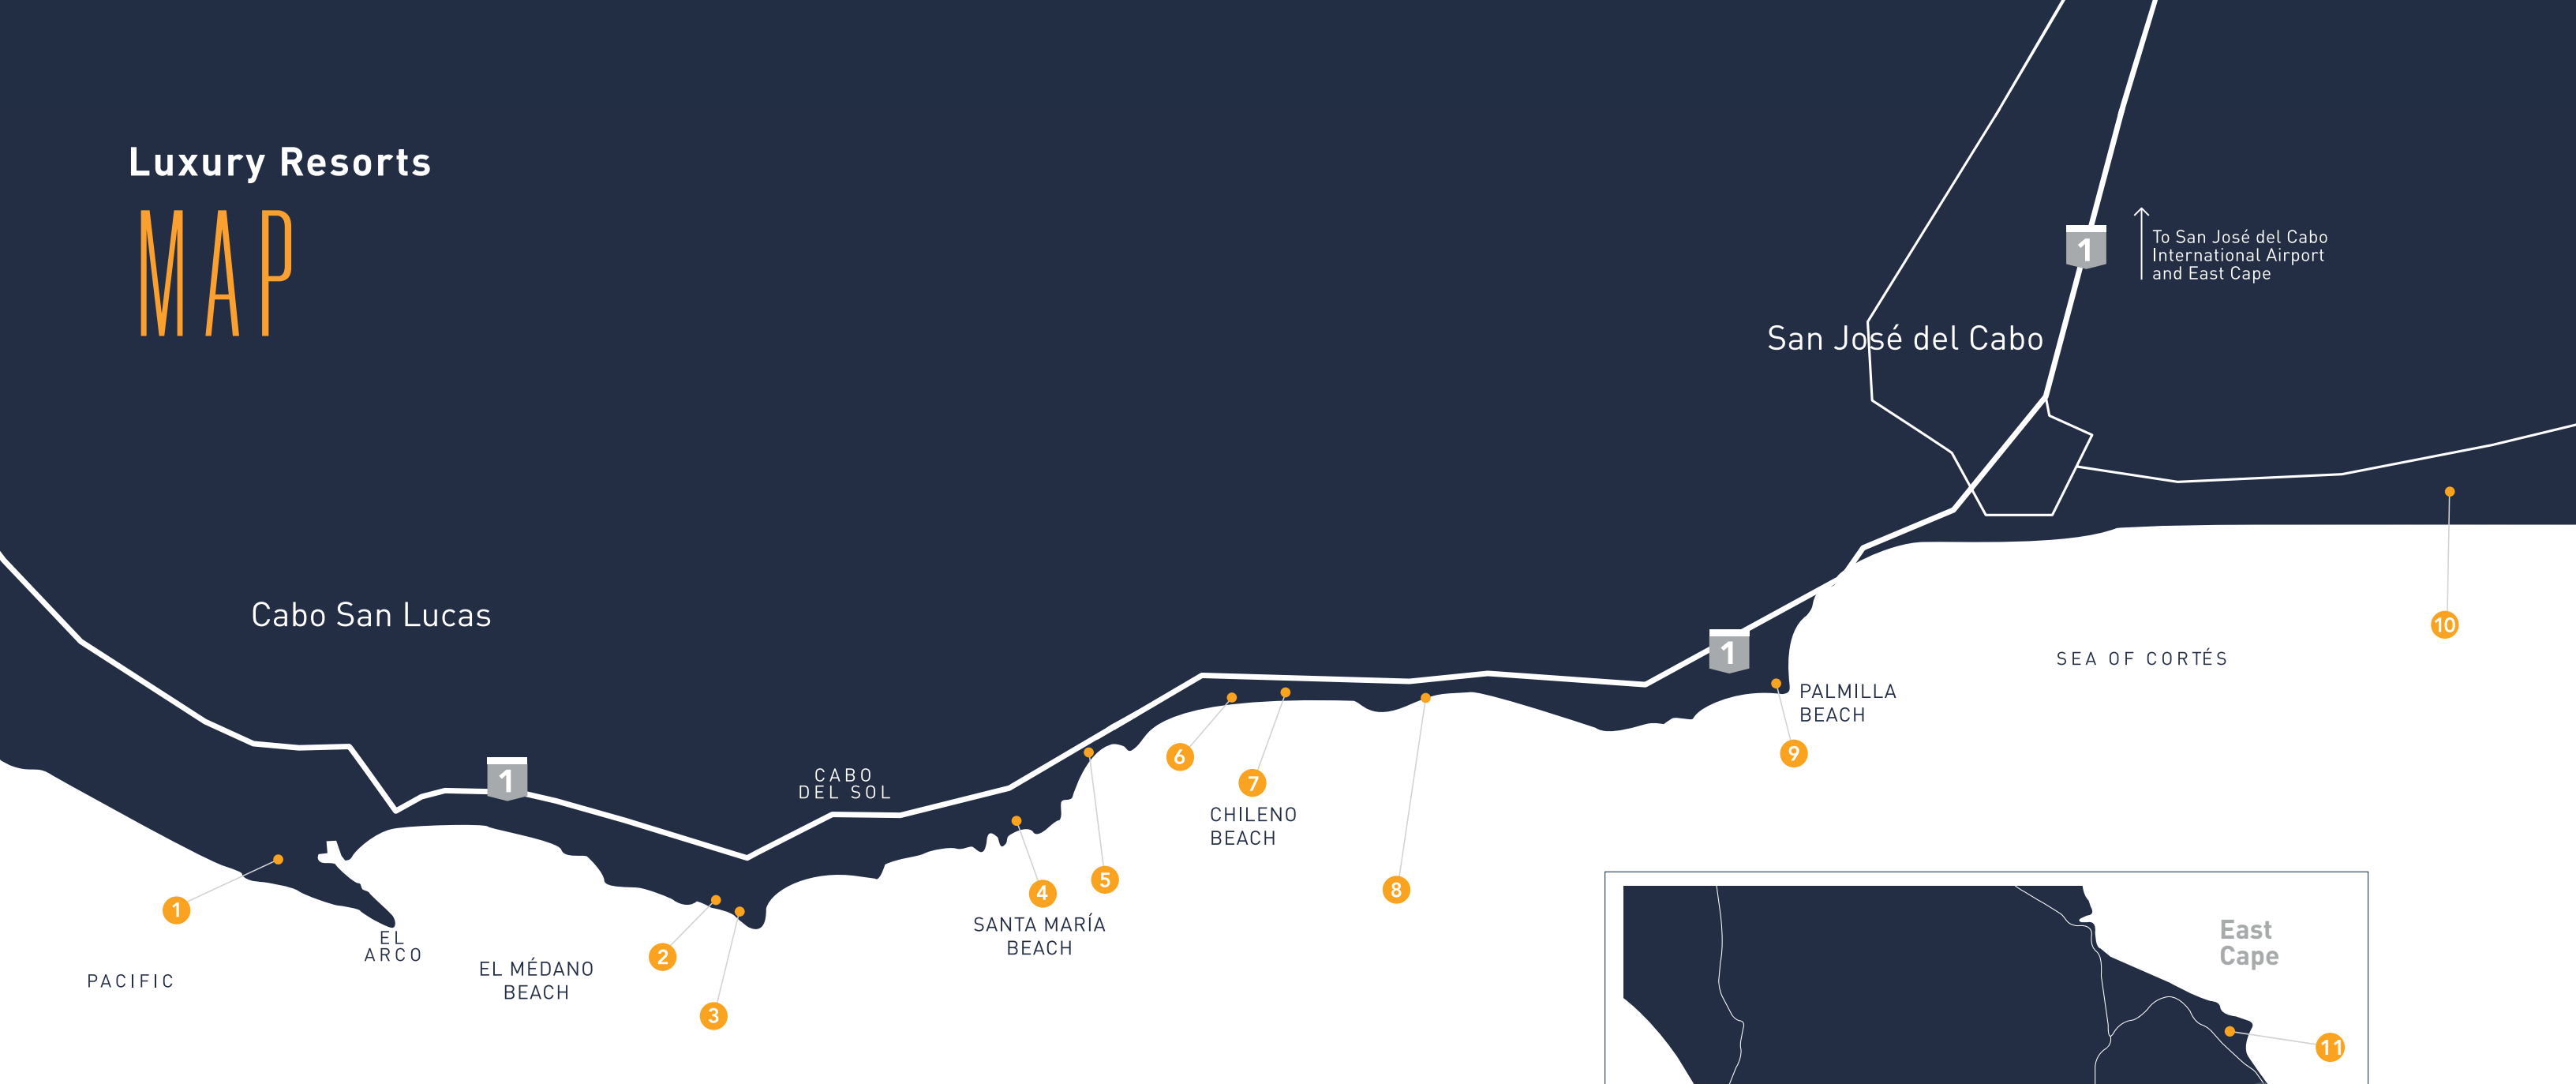 Luxury Resorts
MAP
1
To San José del Cabo
International Airport
and East Cape
San José del Cabo
Cabo San Lucas
10
1
SEA OF CORTÉS
PALMILLA
BEACH
9
6
7
CHILENO
BEACH
1
CABO
DEL SOL
5
4
8
SANTA MARÍA
BEACH
1
EL
ARCO
PACIFIC
EL MÉDANO
BEACH
2
3
East
Cape
11